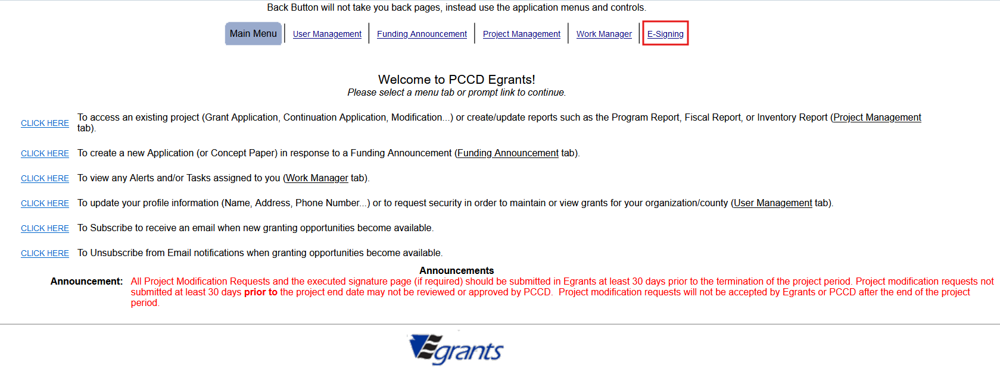 Back Button will not take you back pages, instead use the application menus and controls.
Main Menu User Management Funding Announcement Project Management Work Manager E-Signing
Welcome to PCCD Egrants!
Please select a menu tab or prompt link to continue.
CLICK HERE To access an existing project (Grant Application, Continuation Application, Modification...) or create/update reports such as the Program Report, Fiscal Report, or Inventory Report (Project Management
tab).
CLICK HERE To create a new Application (or Concept Paper) in response to a Funding Announcement (Funding Announcement tab).
CLICK HERE To view any Alerts and/or Tasks assigned to you (Work Manager tab).
CLICK HERE To update your profile information (Name, Address, Phone Number...) or to request security in order to maintain or view grants for your organization/county (User Management tab).
CLICK HERE To Subscribe to receive an email when new granting opportunities become available.
CLICK HERE To Unsubscribe from Email notifications when granting opportunities become available.
Announcements
Announcement: All Project Modification Requests and the executed signature page (if required) should be submitted in Egrants at least 30 days prior to the termination of the project period. Project modification requests not
submitted at least 30 days prior to the project end date may not be reviewed or approved by PCCD. Project modification requests will not be accepted by Egrants or PCCD after the end of the project
period.
Egrants